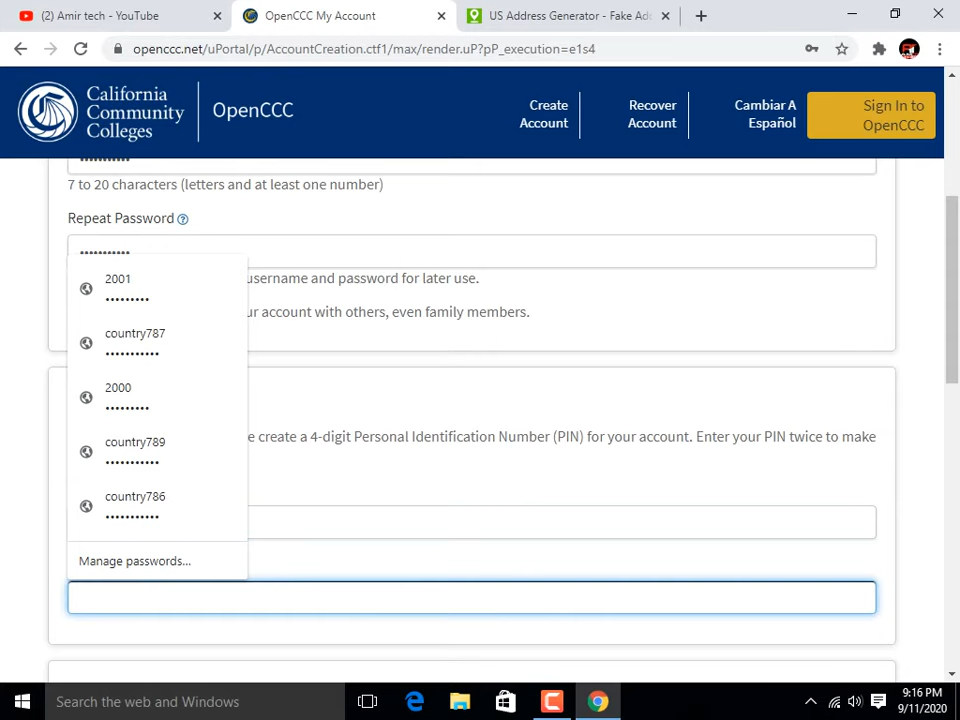 (2) Amir tech - YouTube
OpenCCC My Account
US Address Generator - Fake Ad
openccc.net/uPortal/p/AccountCreation.ctf1/max/render.uP?pP_execution=e1s4
California
Community
Colleges
OpenCCC
Create
Account
Recover
Account
Cambiar A
Español
Sign In to
OpenCCC
7 to 20 characters (letters and at least one number)
Repeat Password
•••••••••••
username and password for later use.
ur account with others, even family members.
2001
•••••••••
country787
•••••••••••
2000
•••••••••
country789
•••••••••••
country786
•••••••••••
Manage passwords...
e create a 4-digit Personal Identification Number (PIN) for your account. Enter your PIN twice to make
Search the web and Windows
9:16 PM
9/11/2020